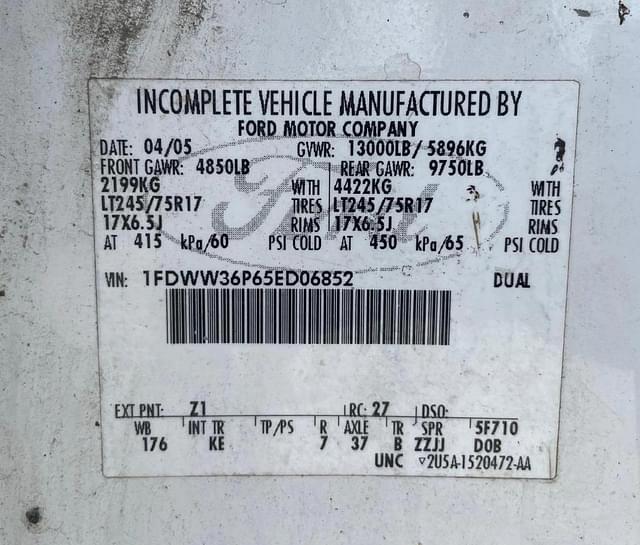 INCOMPLETE VEHICLE MANUFACTURED BY
FORD MOTOR COMPANY
DATE: 04/05 GVWR: 13000LB/ 5896KG
FRONT GAWR: 4850LB REAR GAWR: 9750LB
2199KG WITH 4422KG WITH
LT245/75R17 TIRES LT245/75R17 TIRES
17X6.5J RIMS 17X6.5J RIMS
AT 415 kPa/60 PSI COLD AT 450 kPa/65 PSI COLD
Ford
VIN: 1FDWW36P65ED06852 DUAL
EXT PNT: Z1 RC: 27 DSO:
WB INT TR TP/PS R AXLE TR SPR 5F710
176 KE 7 37 B ZZJJ DOB
UNC ▽2U5A-1520472-AA